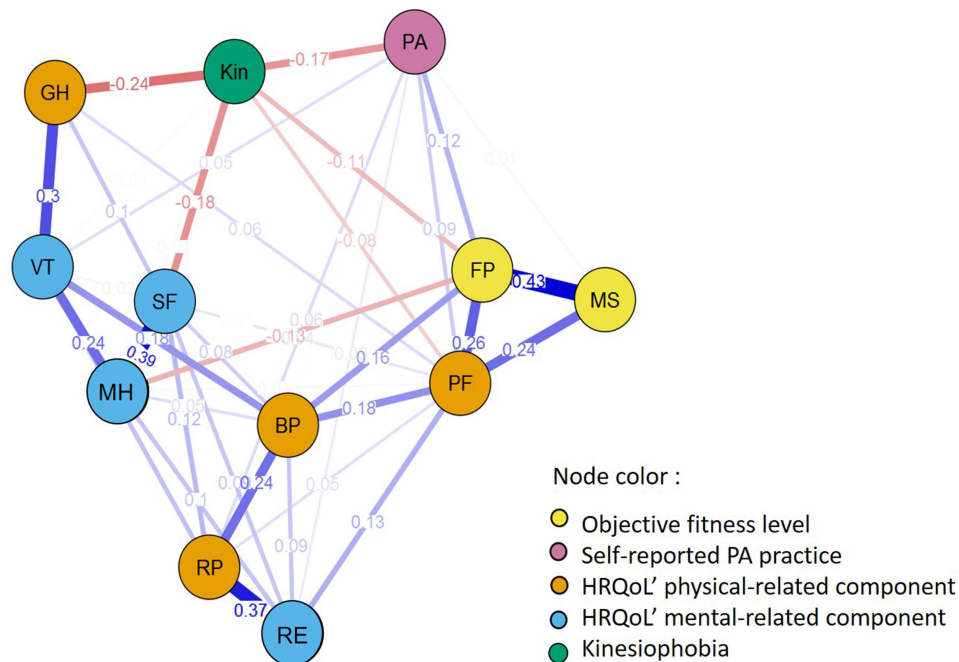 PA
Kin
GH
-0.17
-0.24
0.12
0.01
-0.11
0.05
0.3
-0.18
0.1
0.06
0.09
-0.08
VT
FP
0.43
MS
SF
0.06
-0.13
0.18
0.24
0.39
0.08
0.16
0.26
0.24
MH
PF
0.05
0.12
BP
0.18
0.24
0.05
0.1
0.13
0.09
RP
0.37
RE
Node color :
Objective fitness level
Self-reported PA practice
HRQoL’ physical-related component
HRQoL’ mental-related component
Kinesiophobia